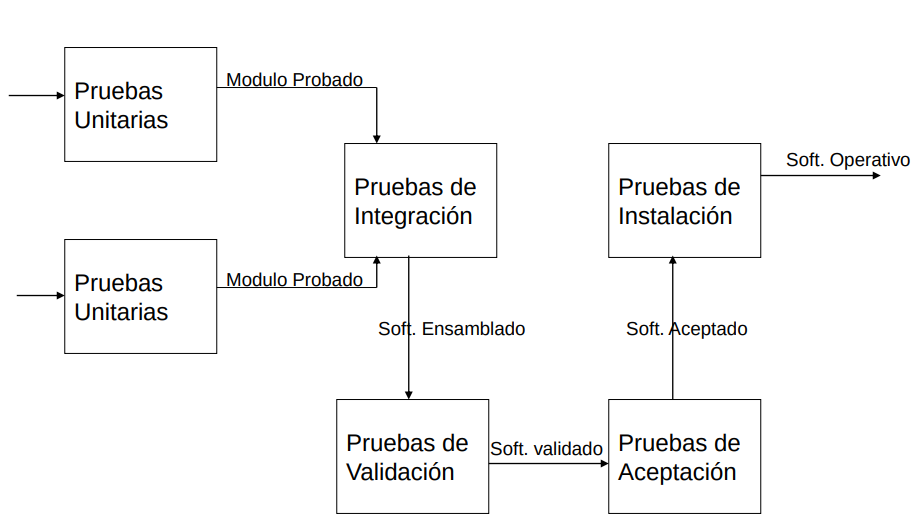 Pruebas
Unitarias
Modulo Probado
Pruebas de
Integración
Pruebas de
Instalación
Soft. Operativo
Pruebas
Unitarias
Modulo Probado
Soft. Ensamblado
Soft. Aceptado
Pruebas de
Validación
Soft. validado
Pruebas de
Aceptación